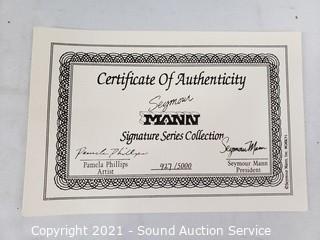 Certificate Of Authenticity
Seymour
MANN
Signature Series Collection
Pamela Phillips
Seymour Mann
Pamela Phillips
927/5000
Seymour Mann
Artist
President
Copyright 2021 - Sound Auction Service